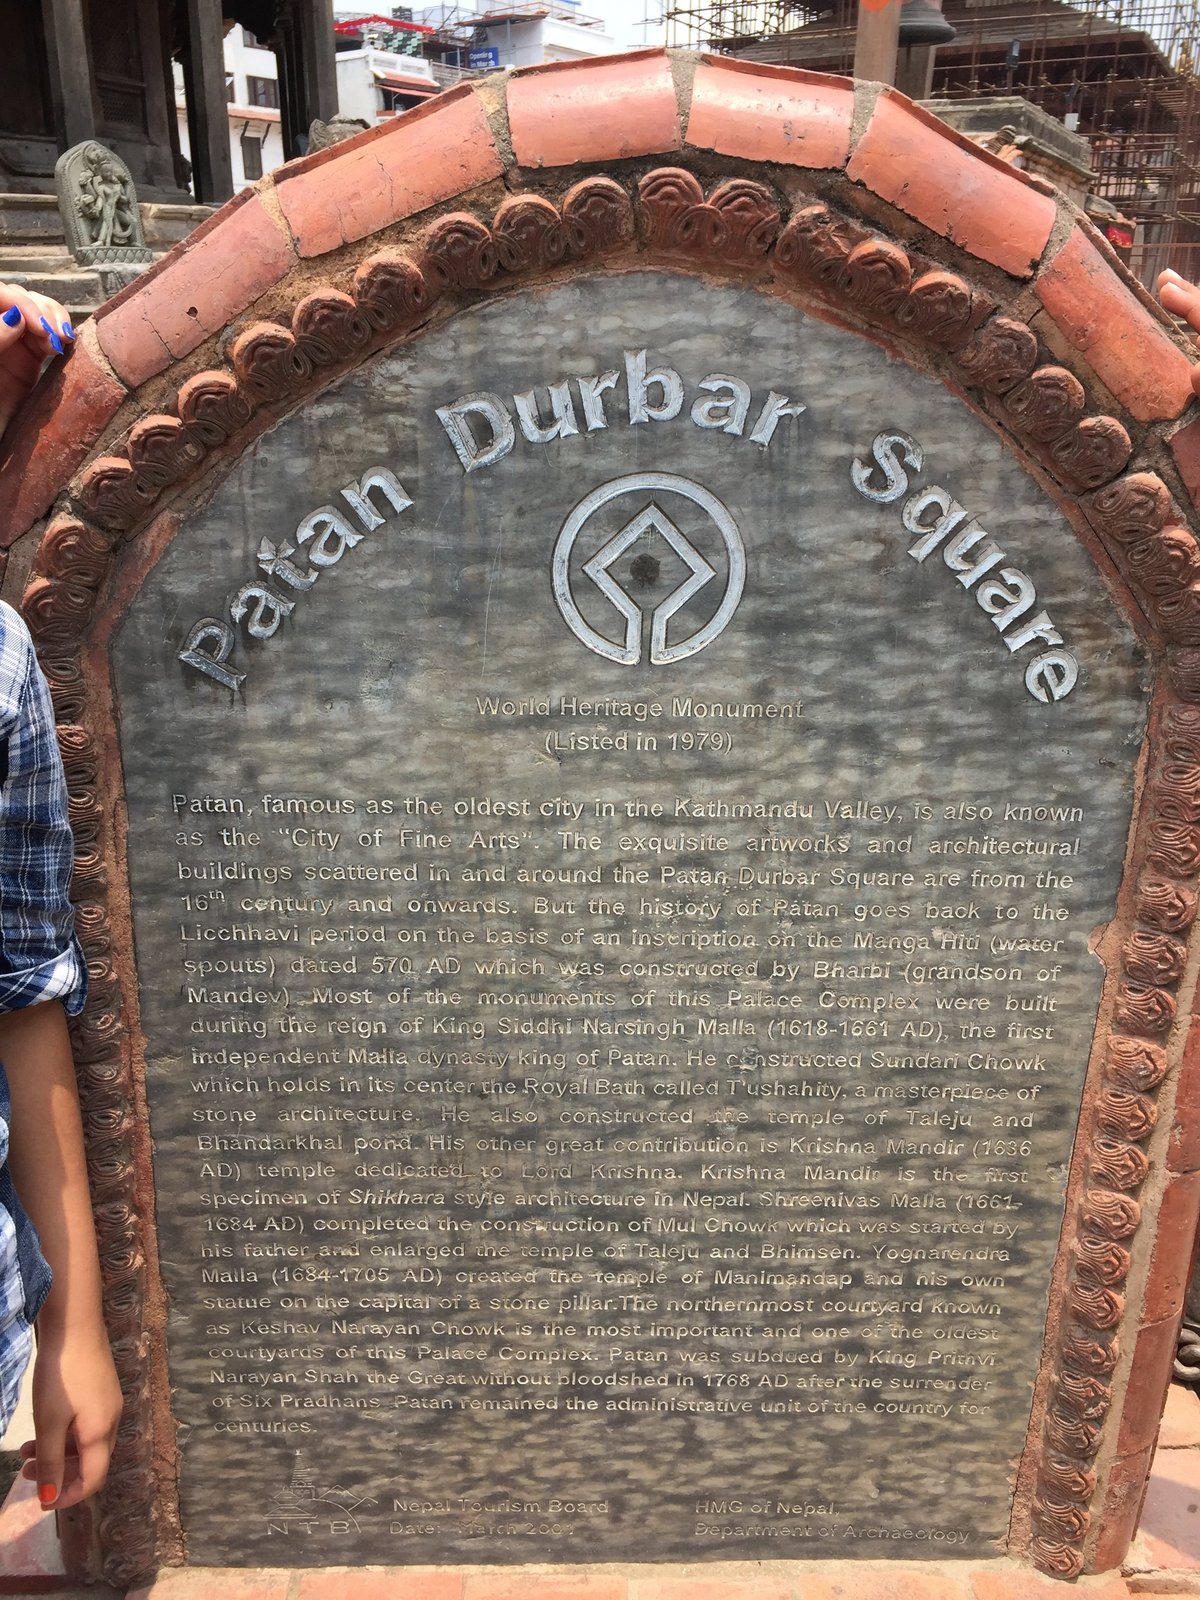 Opening
in March
Patan Durbar Square
World Heritage Monument
(Listed in 1979)
Patan, famous as the oldest city in the Kathmandu Valley, is also known
as the "City of Fine Arts". The exquisite artworks and architectural
buildings scattered in and around the Patan Durbar Square are from the
16th century and onwards. But the history of Patan goes back to the
Licchhavi period on the basis of an inscription on the Manga Hiti (water
spouts) dated 570 AD which was constructed by Bharbi (grandson of
Mandev). Most of the monuments of this Palace Complex were built
during the reign of King Siddhi Narsingh Malla (1618-1661 AD), the first
independent Malla dynasty king of Patan. He constructed Sundari Chowk
which holds in its center the Royal Bath called T'ushahity, a masterpiece of
stone architecture. He also constructed the temple of Taleju and
Bhandarkhal pond. His other great contribution is Krishna Mandir (1636
AD) temple dedicated to Lord Krishna. Krishna Mandir is the first
specimen of Shikhara style architecture in Nepal. Shreenivas Malla (1661-
1684 AD) completed the construction of Mul Chowk which was started by
his father and enlarged the temple of Taleju and Bhimsen. Yognarendra
Malla (1684-1705 AD) created the temple of Manimandap and his own
statue on the capital of a stone pillar.The northernmost courtyard known
as Keshav Narayan Chowk is the most important and one of the oldest
courtyards of this Palace Complex. Patan was subdued by King Prithvi
Narayan Shah the Great without bloodshed in 1768 AD after the surrender
of Six Pradhans. Patan remained the administrative unit of the country for
centuries.
NTB
Nepal Tourism Board
Date: March
HMG of Nepal,
Department of Archaeology